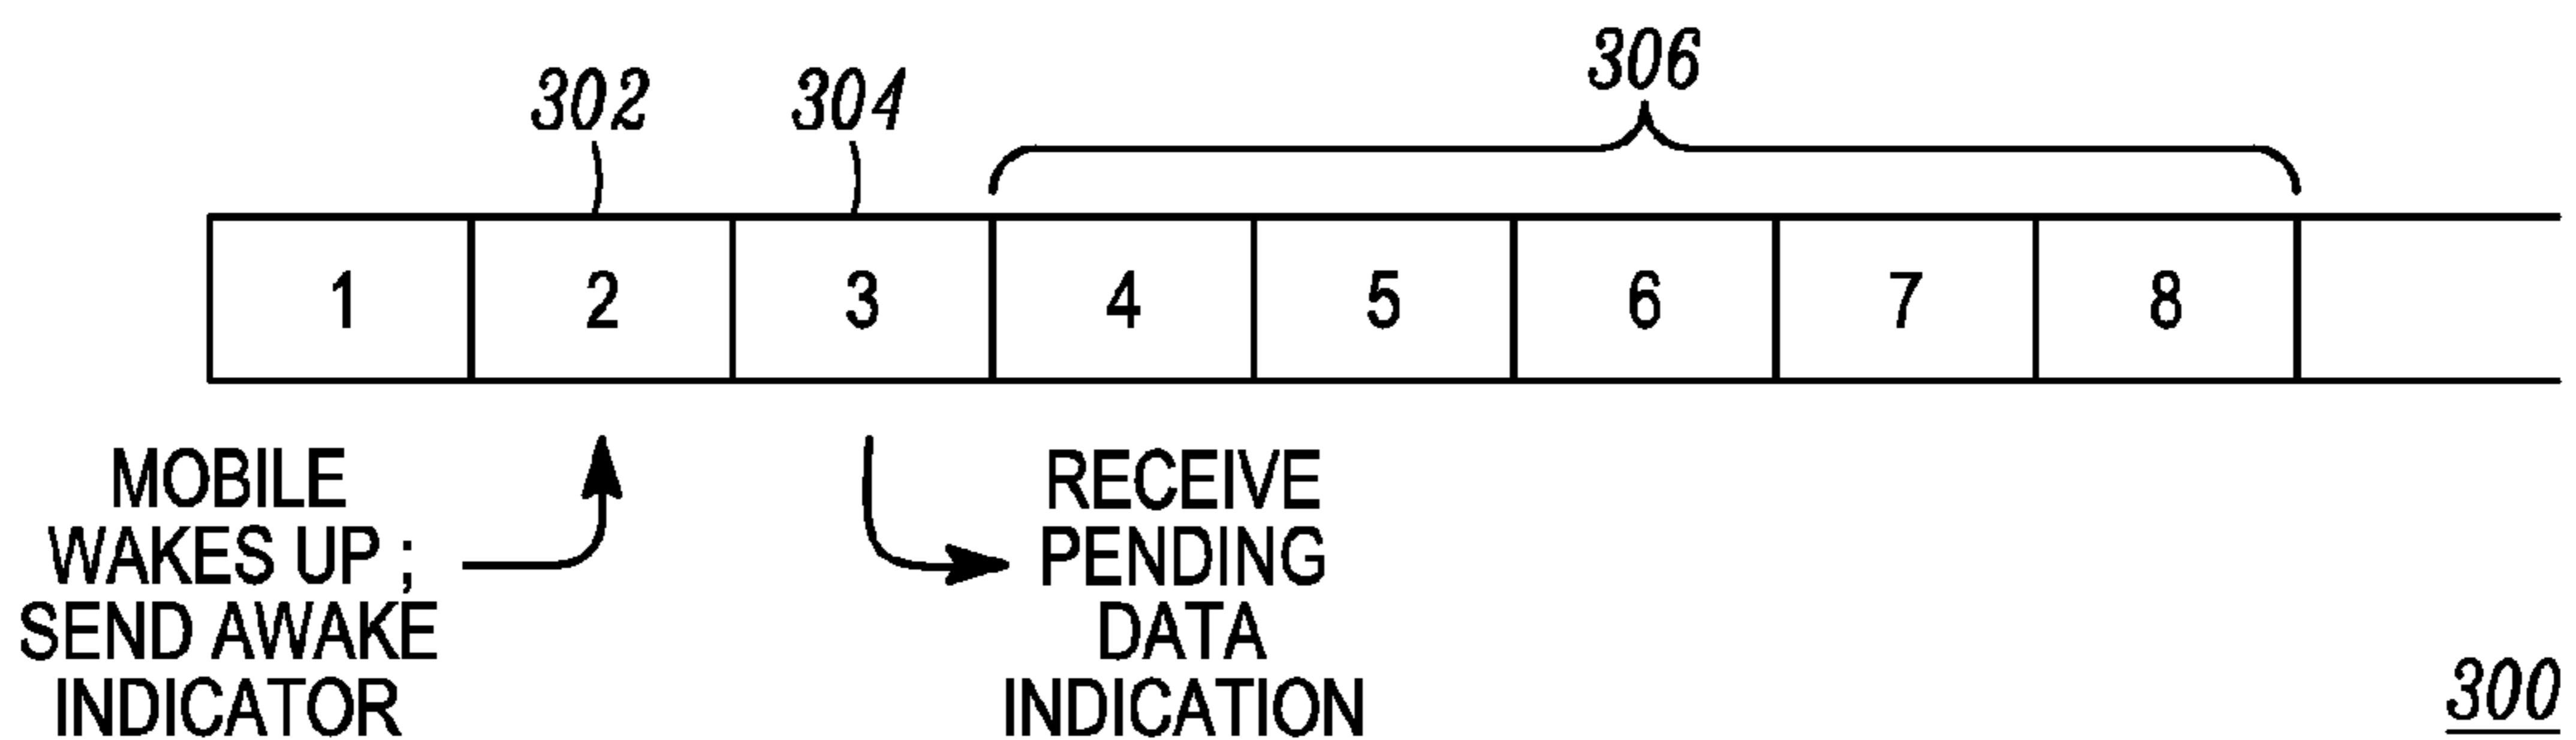 306
302 304
1 2 3 4 5 6 7 8
MOBILE
WAKES UP ;
SEND AWAKE
INDICATOR
RECEIVE
PENDING
DATA
INDICATION
300